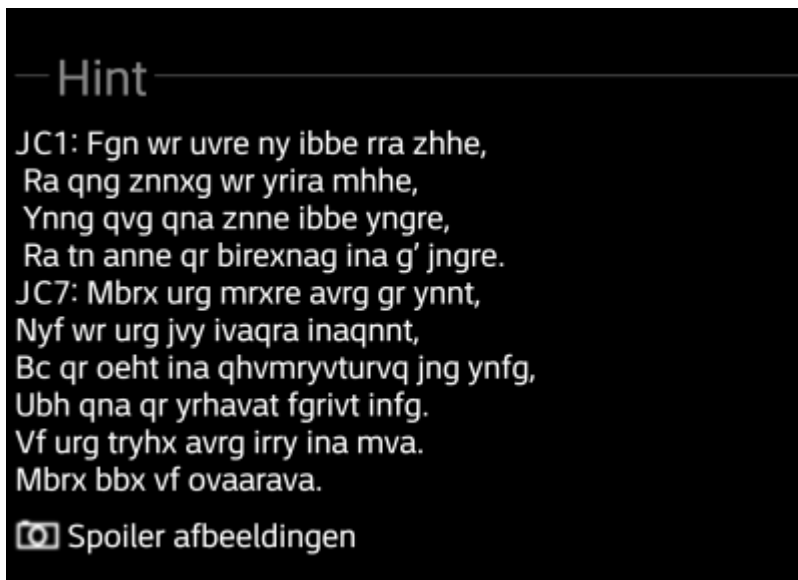 Hint
JC1: Fgn wr uvre ny ibbe rra zhhe,
Ra qng znnxg wr yrira mhhe,
Ynng qvg qna znne ibbe yngre,
Ra tn anne qr birexnag ina g' jngre.
JC7: Mbrx urg mrxre avrg gr ynnt,
Nyf wr urg jvy ivaqra inaqnnt,
Bc qr oeht ina qhvmryvturvq jng ynfg,
Ubh qna qr yrhavat fgrivt infg.
Vf urg tryhx avrg irry ina mva.
Mbrx bbx vf ovaarava.
Spoiler afbeeldingen